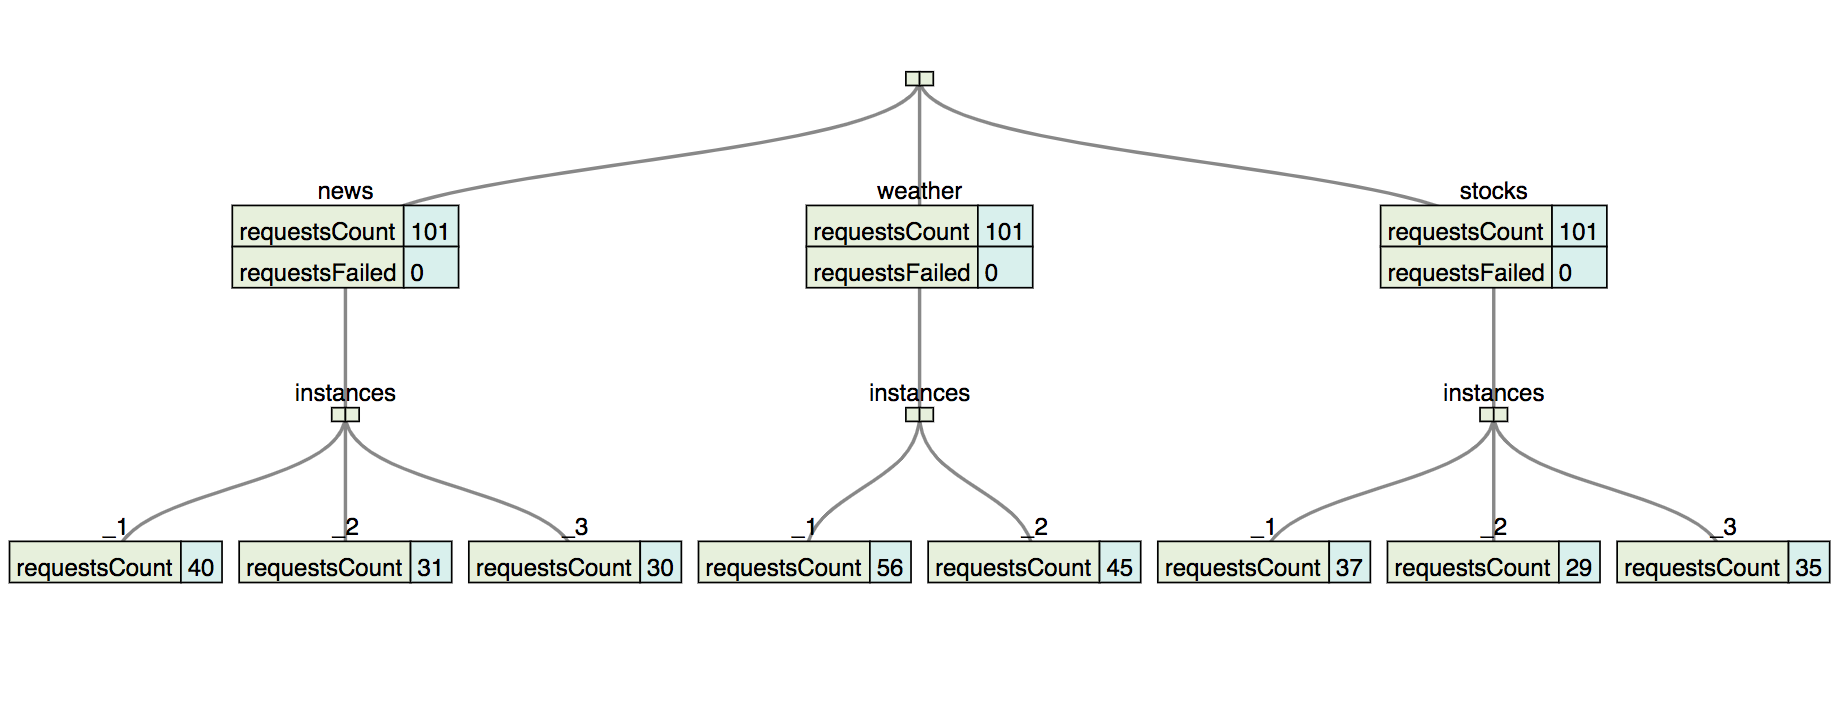 news weather stocks
requestsCount 101 requestsCount 101 requestsCount 101
requestsFailed 0 requestsFailed 0 requestsFailed 0
instances instances instances
_1 _2 _3 _1 _2 _1 _2 _3
requestsCount 40 requestsCount 31 requestsCount 30 requestsCount 56 requestsCount 45 requestsCount 37 requestsCount 29 requestsCount 35